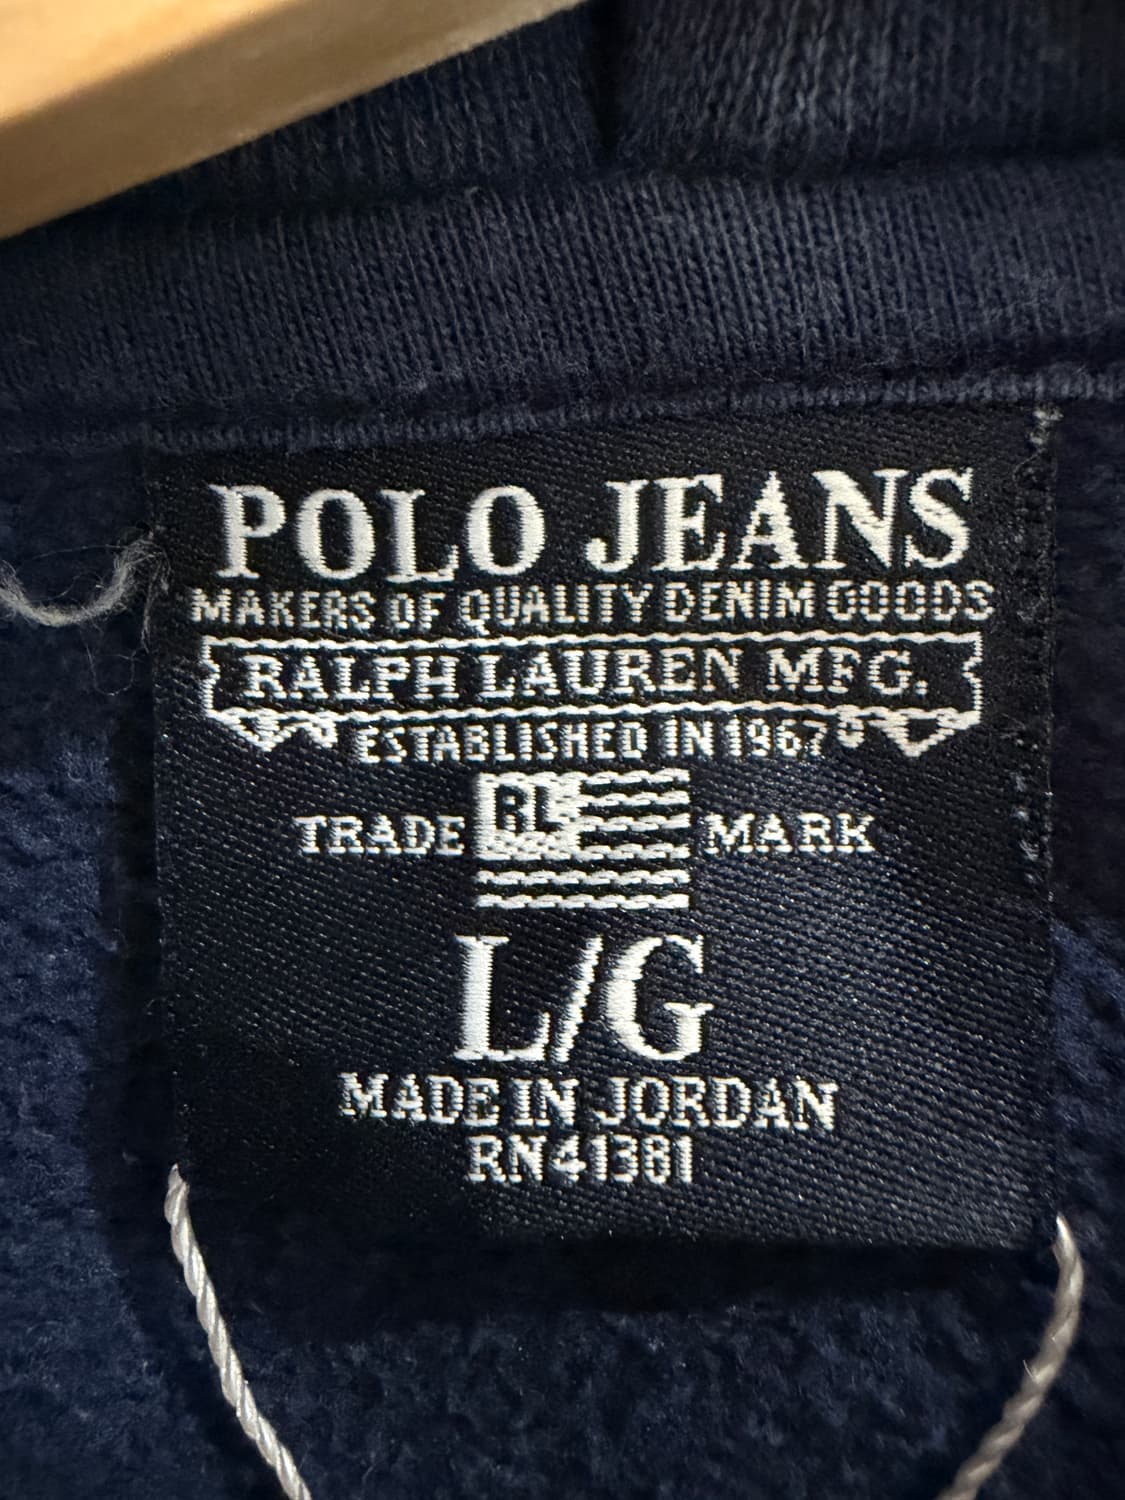 POLO JEANS
MAKERS OF QUALITY DENIM GOODS
RALPH LAUREN MFG.
ESTABLISHED IN 1967
TRADE RL MARK
L/G
MADE IN JORDAN
RN41381